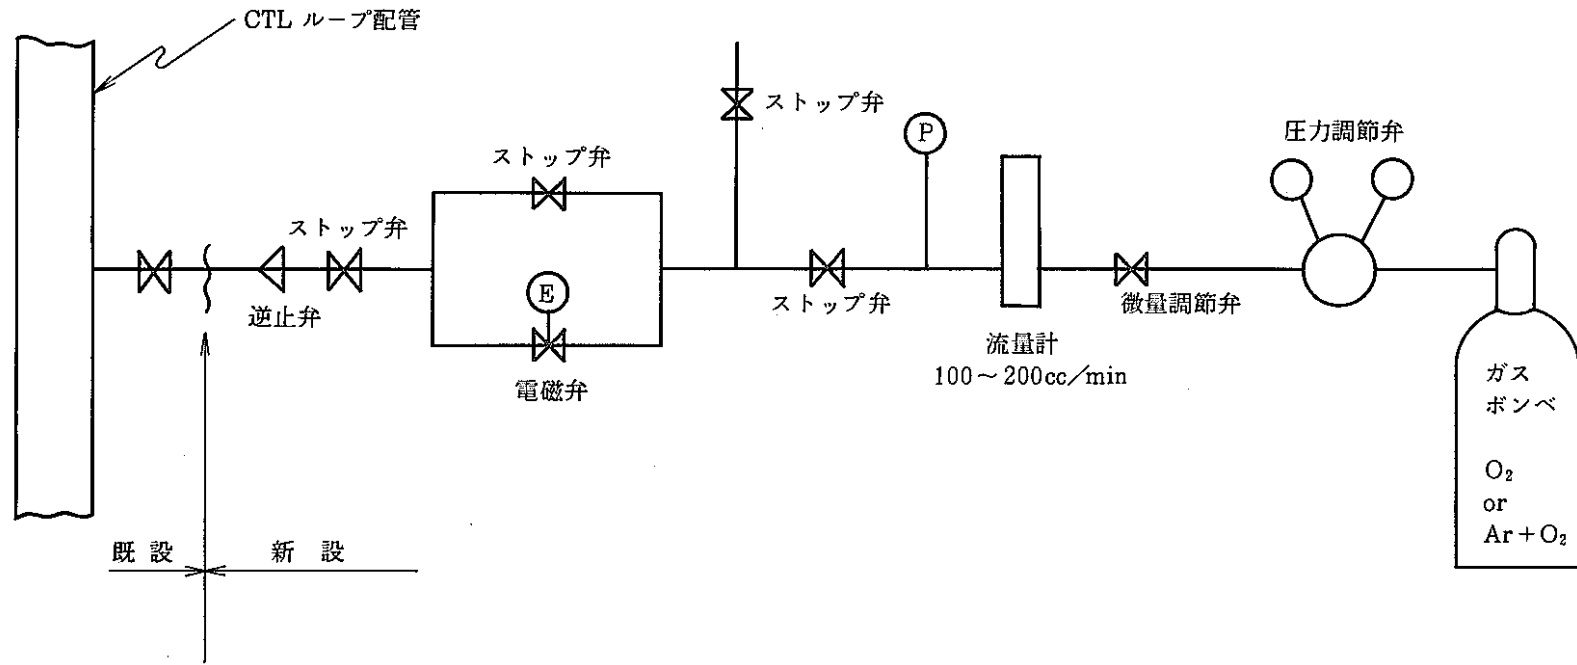 CTL ループ配管
ストップ弁
P
圧力調節弁
ストップ弁
ストップ弁
E
逆止弁
ストップ弁
微量調節弁
電磁弁
流量計
100～200cc/min
ガス
ボンベ
O₂
or
Ar＋O₂
既 設
新 設